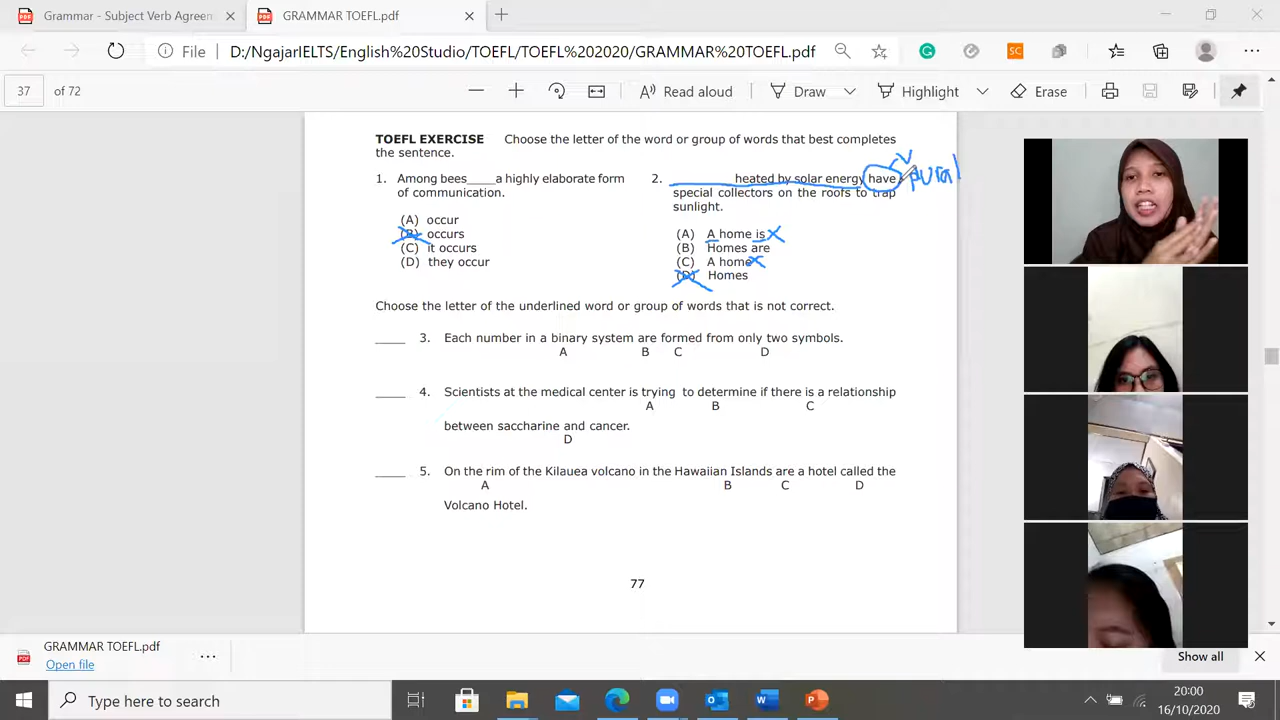 Grammar - Subject Verb Agreem
GRAMMAR TOEFL.pdf
File
D:/NgajarIELTS/English%20Studio/TOEFL/TOEFL%202020/GRAMMAR%20TOEFL.pdf
SC
37 of 72
Read aloud
Draw
Highlight
Erase
TOEFL EXERCISE Choose the letter of the word or group of words that best completes
the sentence.
1. Among bees____a highly elaborate form
of communication.
(A) occur
(B) occurs
(C) it occurs
(D) they occur
2. ________ heated by solar energy have
special collectors on the roofs to trap
sunlight.
(A) A home is
(B) Homes are
(C) A home
(D) Homes
V
pural
Choose the letter of the underlined word or group of words that is not correct.
_____ 3. Each number in a binary system are formed from only two symbols.
A B C D
_____ 4. Scientists at the medical center is trying to determine if there is a relationship
A B C
between saccharine and cancer.
D
_____ 5. On the rim of the Kilauea volcano in the Hawaiian Islands are a hotel called the
A B C D
Volcano Hotel.
77
GRAMMAR TOEFL.pdf
Open file
Show all
Type here to search
20:00
16/10/2020